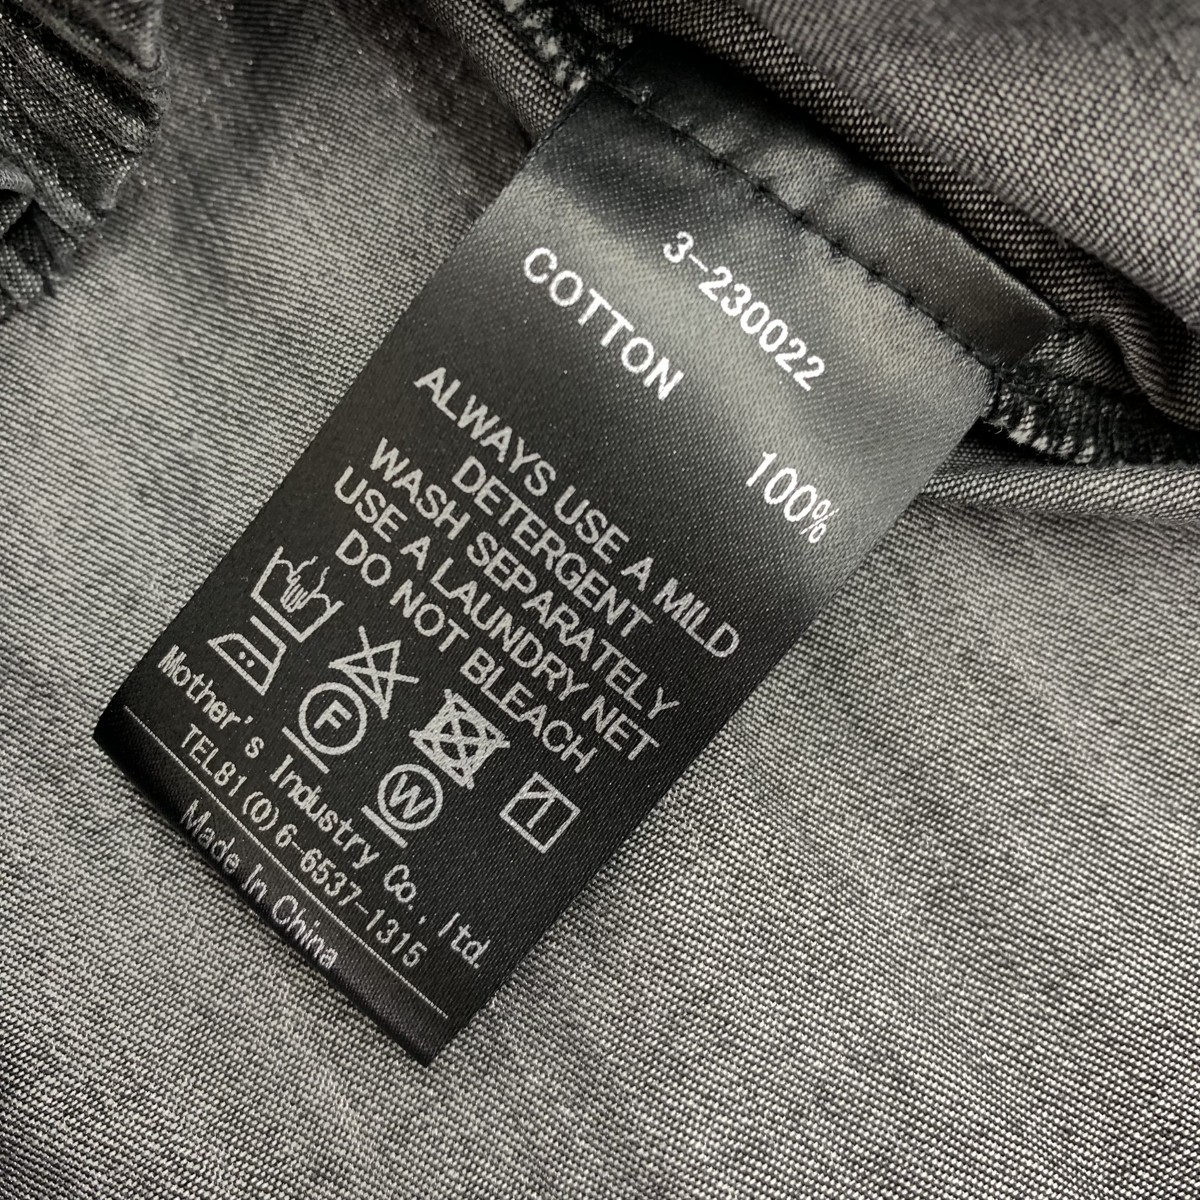 3-230022
COTTON 100%
ALWAYS USE A MILD
DETERGENT
WASH SEPARATELY
USE A LAUNDRY NET
DO NOT BLEACH
F W
Mother's Industry Co., ltd.
TEL81(0)6-6537-1315
Made In China